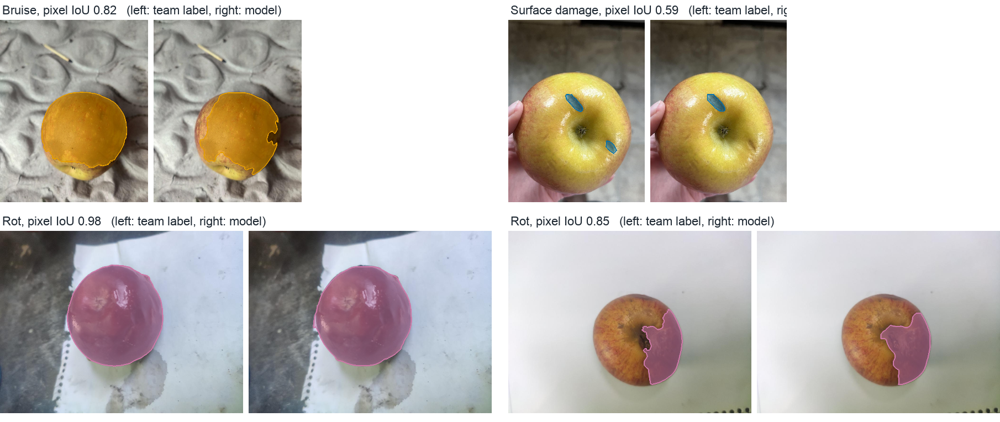 Bruise, pixel IoU 0.82   (left: team label, right: model)
Surface damage, pixel IoU 0.59   (left: team label, rig
Rot, pixel IoU 0.98   (left: team label, right: model)
Rot, pixel IoU 0.85   (left: team label, right: model)